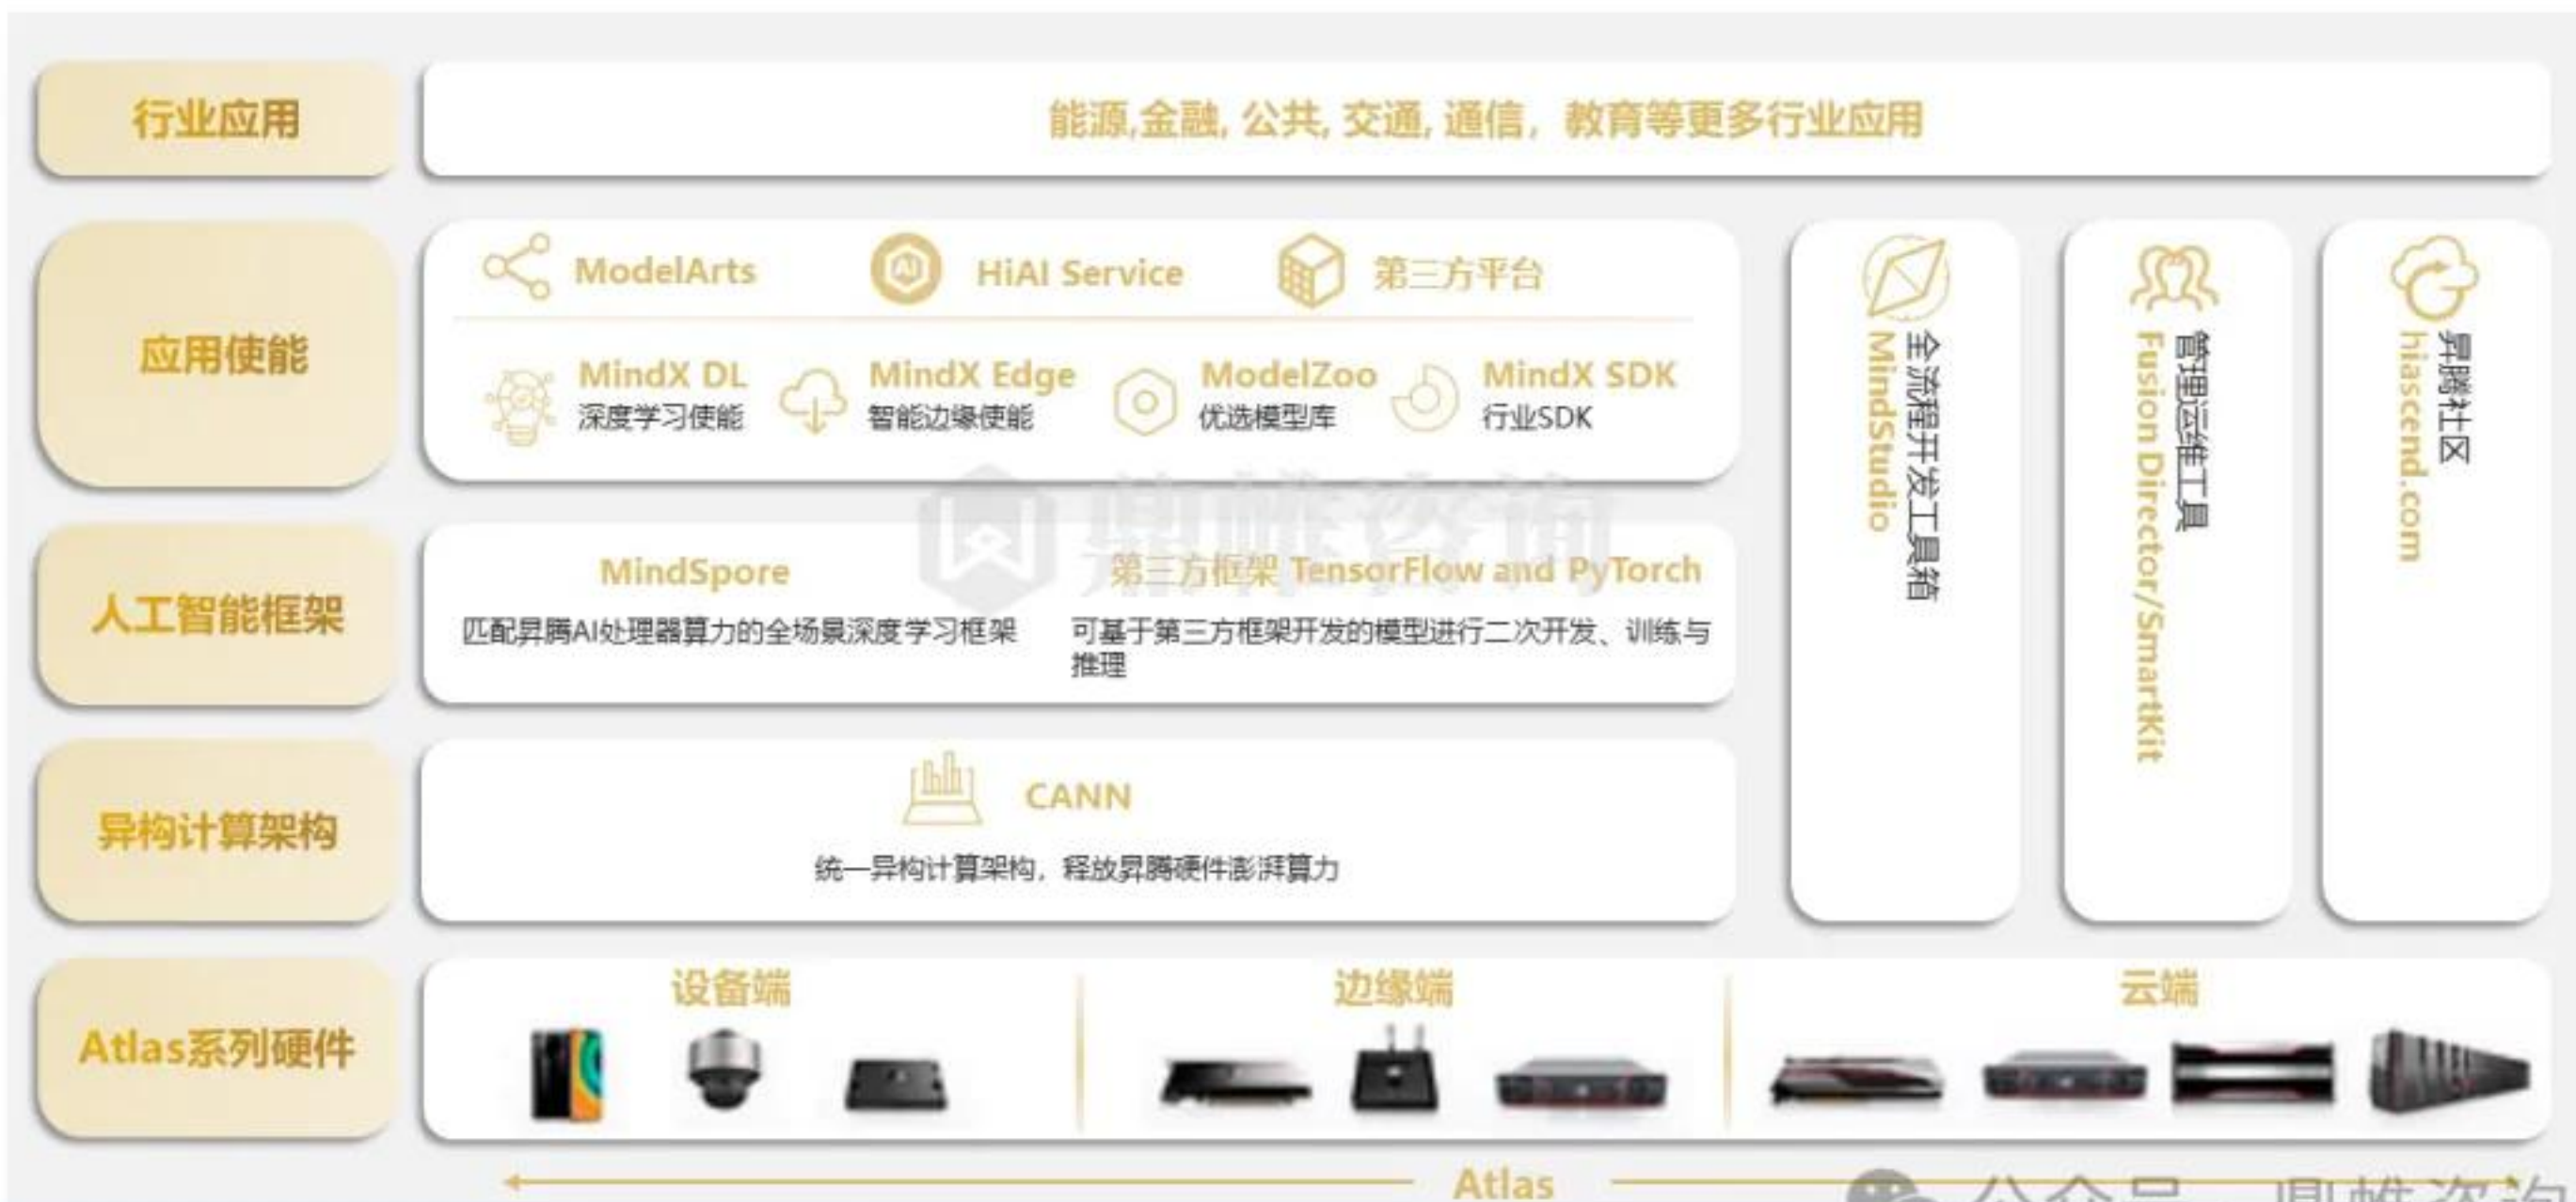 行业应用
能源,金融, 公共, 交通, 通信，教育等更多行业应用
应用使能
ModelArts
HiAI Service
第三方平台
MindX DL
深度学习使能
MindX Edge
智能边缘使能
ModelZoo
优选模型库
MindX SDK
行业SDK
全流程开发工具箱
MindStudio
管理运维工具
Fusion Director/SmartKit
昇腾社区
hiascend.com
人工智能框架
MindSpore
匹配昇腾AI处理器算力的全场景深度学习框架
第三方框架 TensorFlow and PyTorch
可基于第三方框架开发的模型进行二次开发、训练与
推理
异构计算架构
CANN
统一异构计算架构，释放昇腾硬件澎湃算力
Atlas系列硬件
设备端
边缘端
云端
Atlas